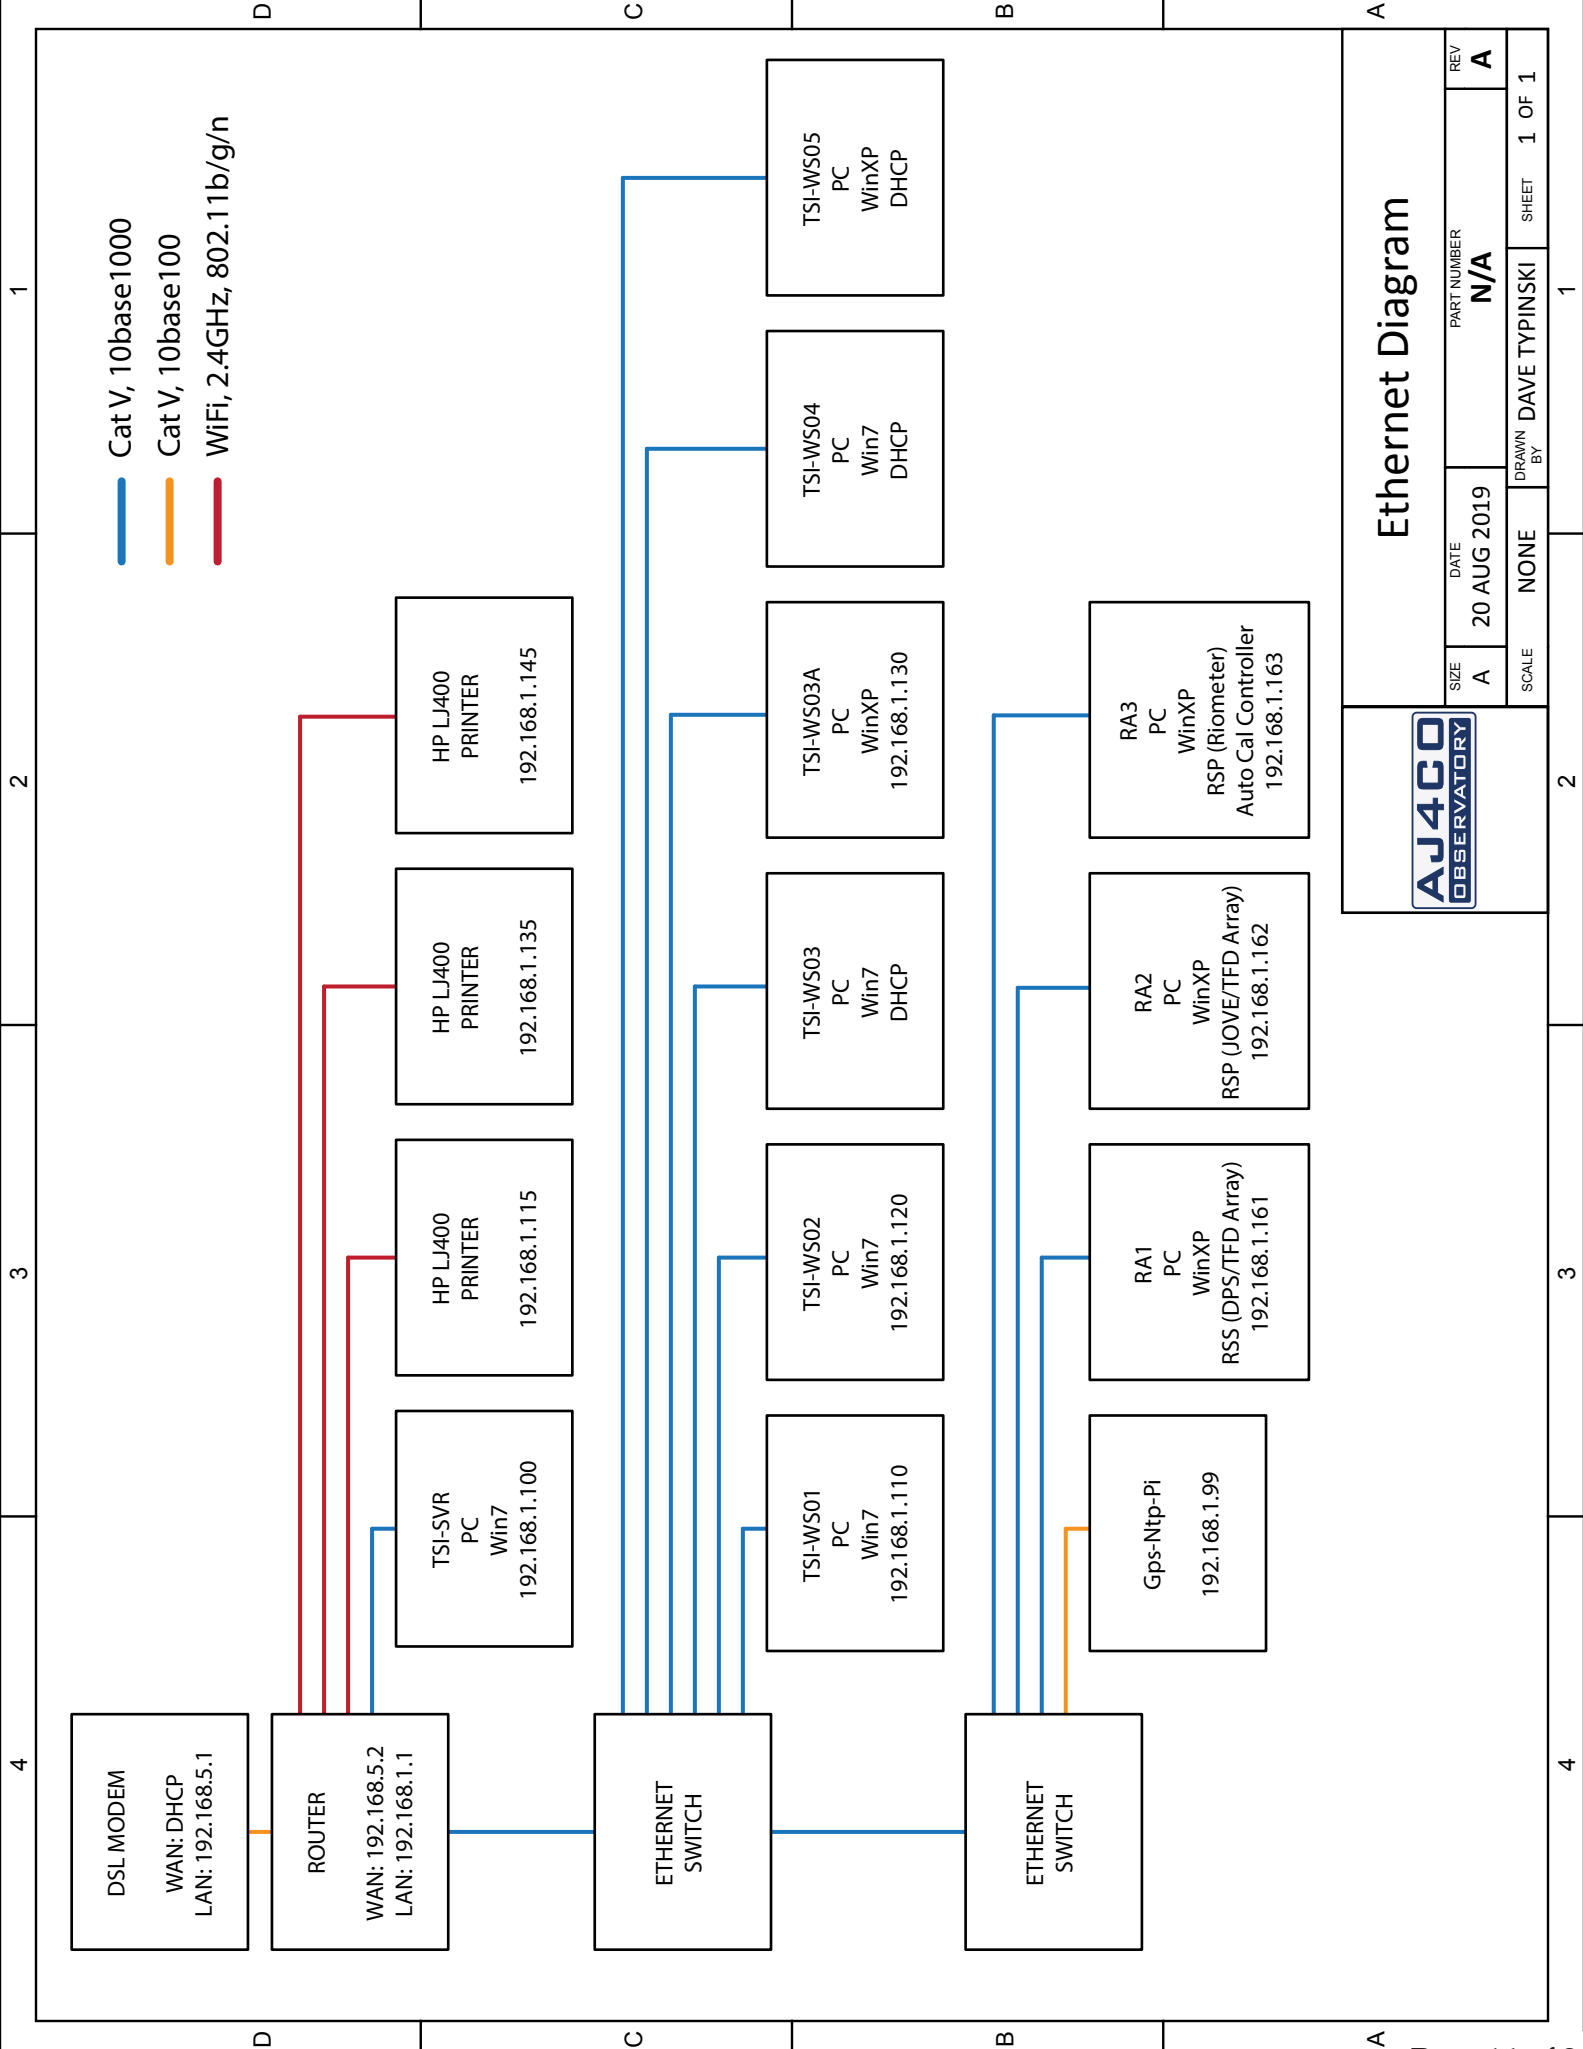 4
3
2
1
D
C
B
A
D
C
B
A
Cat V, 10base1000
Cat V, 10base100
WiFi, 2.4GHz, 802.11b/g/n
DSL MODEM
WAN: DHCP
LAN: 192.168.5.1
ROUTER
WAN: 192.168.5.2
LAN: 192.168.1.1
TSI-SVR
PC
Win7
192.168.1.100
HP LJ400
PRINTER
192.168.1.115
HP LJ400
PRINTER
192.168.1.135
HP LJ400
PRINTER
192.168.1.145
ETHERNET
SWITCH
TSI-WS01
PC
Win7
192.168.1.110
TSI-WS02
PC
Win7
192.168.1.120
TSI-WS03
PC
Win7
DHCP
TSI-WS03A
PC
WinXP
192.168.1.130
TSI-WS04
PC
Win7
DHCP
TSI-WS05
PC
WinXP
DHCP
ETHERNET
SWITCH
Gps-Ntp-Pi
192.168.1.99
RA1
PC
WinXP
RSS (DPS/TFD Array)
192.168.1.161
RA2
PC
WinXP
RSP (JOVE/TFD Array)
192.168.1.162
RA3
PC
WinXP
RSP (Riometer)
Auto Cal Controller
192.168.1.163
AJ4CO
OBSERVATORY
Ethernet Diagram
SIZE
A
DATE
20 AUG 2019
PART NUMBER
N/A
REV
A
SCALE
NONE
DRAWN
BY
DAVE TYPINSKI
SHEET
1 OF 1
4
3
2
1